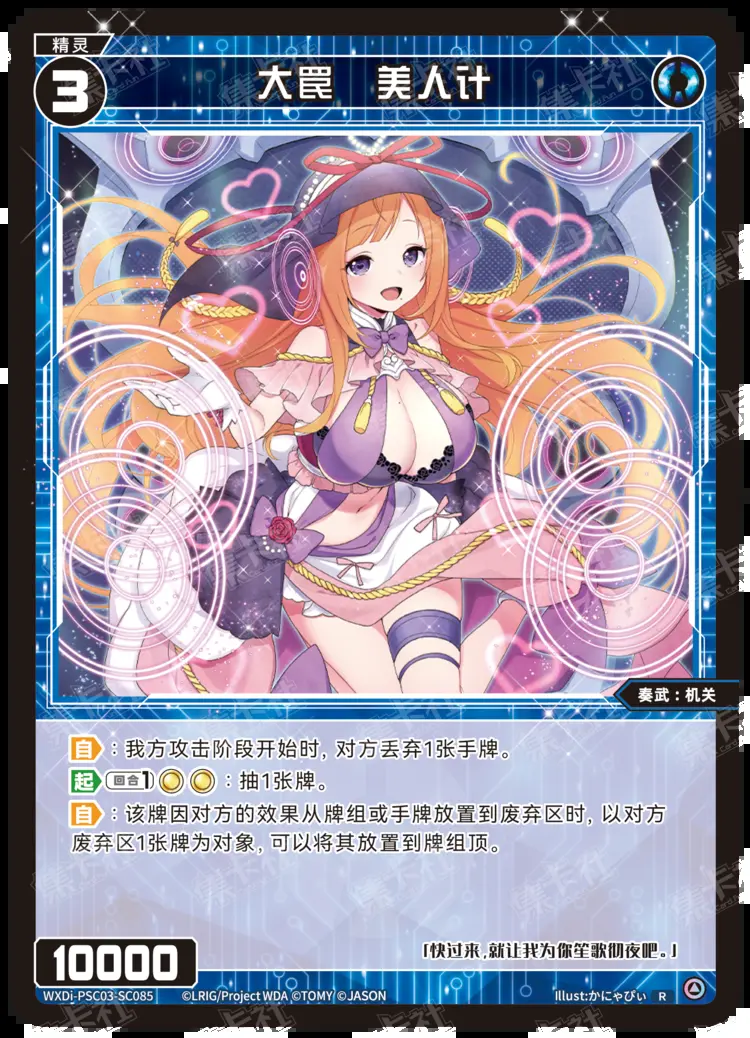 精灵
3
大罠 美人计
奏武：机关
自：我方攻击阶段开始时，对方丢弃1张手牌。
起 回合1：抽1张牌。
自：该牌因对方的效果从牌组或手牌放置到废弃区时，以对方
废弃区1张牌为对象，可以将其放置到牌组顶。
「快过来，就让我为你笙歌彻夜吧。」
10000
WXDi-PSC03-SC085 ©LRIG/Project WDA ©TOMY ©JASON Illust:かにゃぴぃ R
集卡社